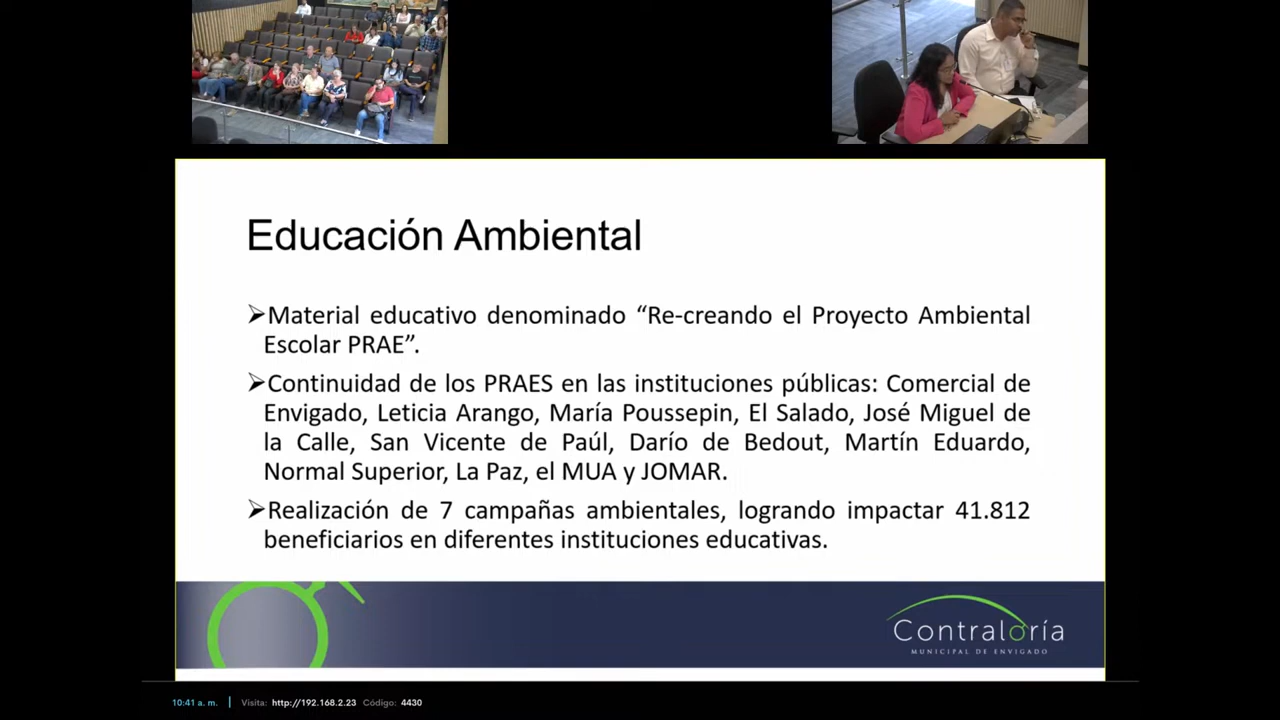 Educación Ambiental
➢Material educativo denominado “Re-creando el Proyecto Ambiental
Escolar PRAE”.
➢Continuidad de los PRAES en las instituciones públicas: Comercial de
Envigado, Leticia Arango, María Poussepin, El Salado, José Miguel de
la Calle, San Vicente de Paúl, Darío de Bedout, Martín Eduardo,
Normal Superior, La Paz, el MUA y JOMAR.
➢Realización de 7 campañas ambientales, logrando impactar 41.812
beneficiarios en diferentes instituciones educativas.
Contraloría
MUNICIPAL DE ENVIGADO
10:41 a. m. | Visita: http://192.168.2.23 Código: 4430